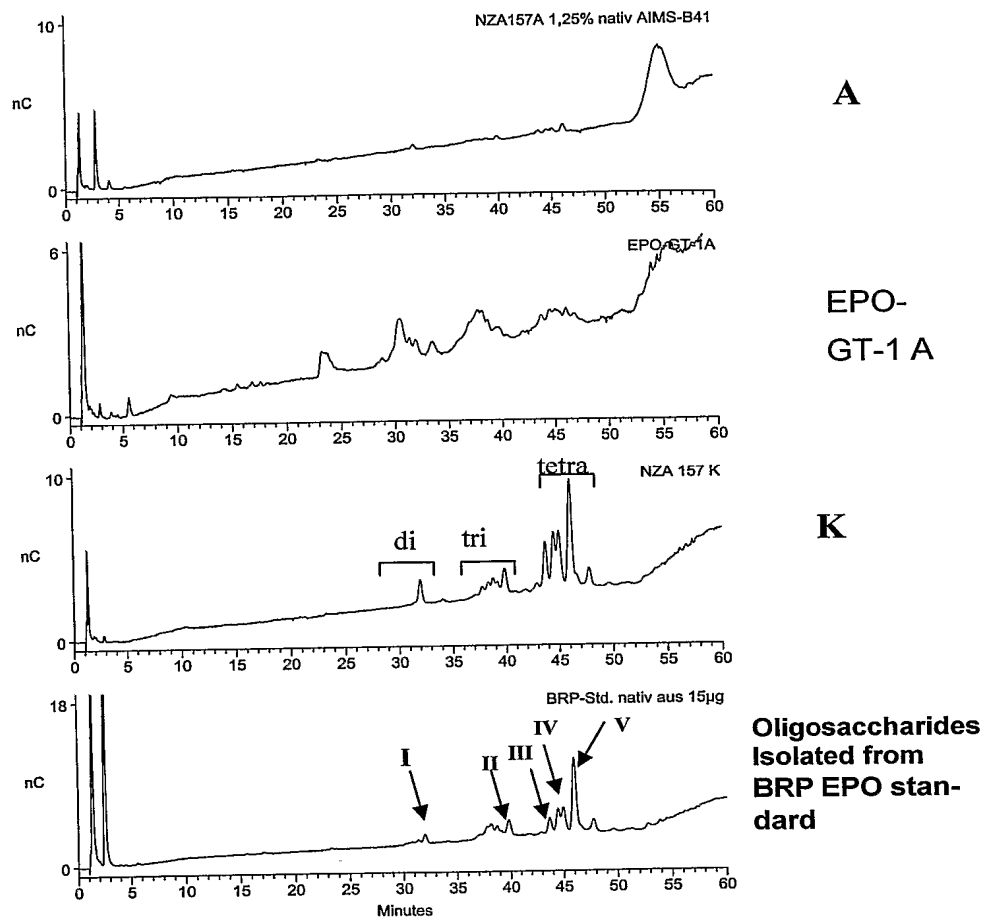 NZA157A 1,25% nativ AIMS-B41
10
nC
0
0 5 10 15 20 25 30 35 40 45 50 55 60
A
EPO-GT-1A
6
nC
0
0 5 10 15 20 25 30 35 40 45 50 55 60
EPO-
GT-1 A
tetra
NZA 157 K
10
di
tri
nC
0
0 5 10 15 20 25 30 35 40 45 50 55 60
K
BRP-Std. nativ aus 15µg
18
I
II
III
IV
V
nC
0
0 5 10 15 20 25 30 35 40 45 50 55 60
Minutes
Oligosaccharides
Isolated from
BRP EPO stan-
dard